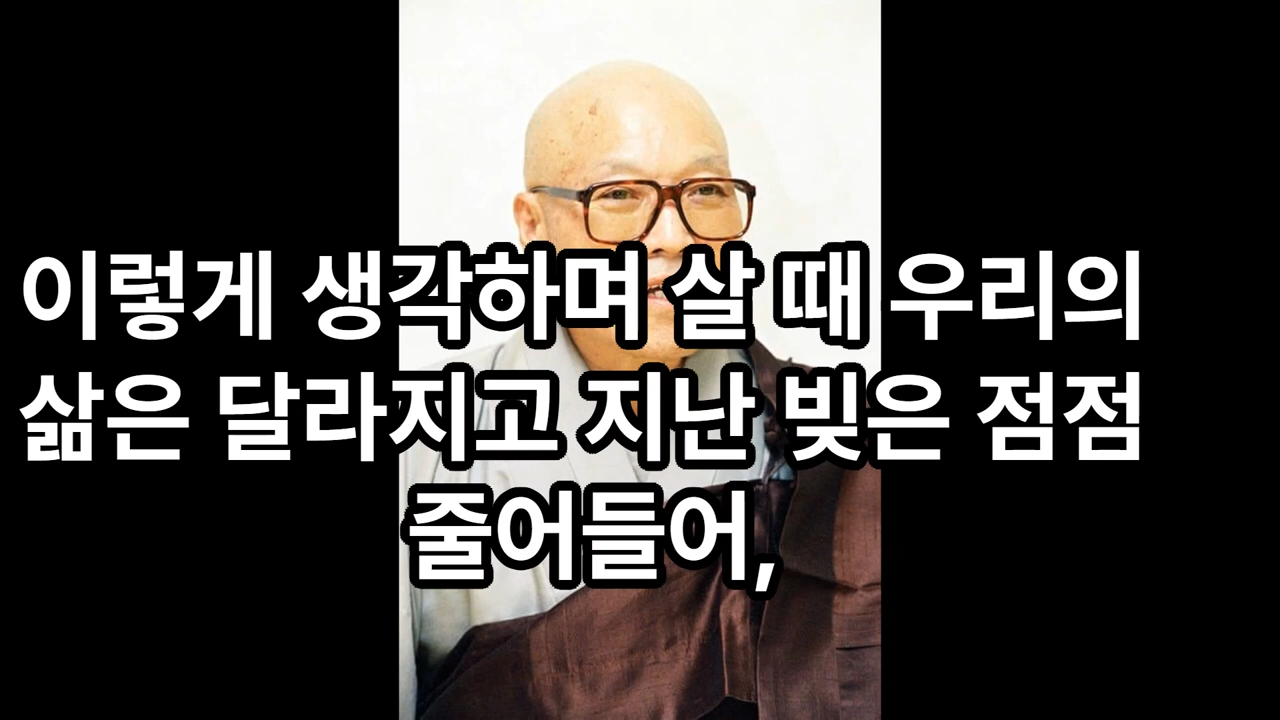 이렇게 생각하며 살 때 우리의
삶은 달라지고 지난 빚은 점점
줄어들어,